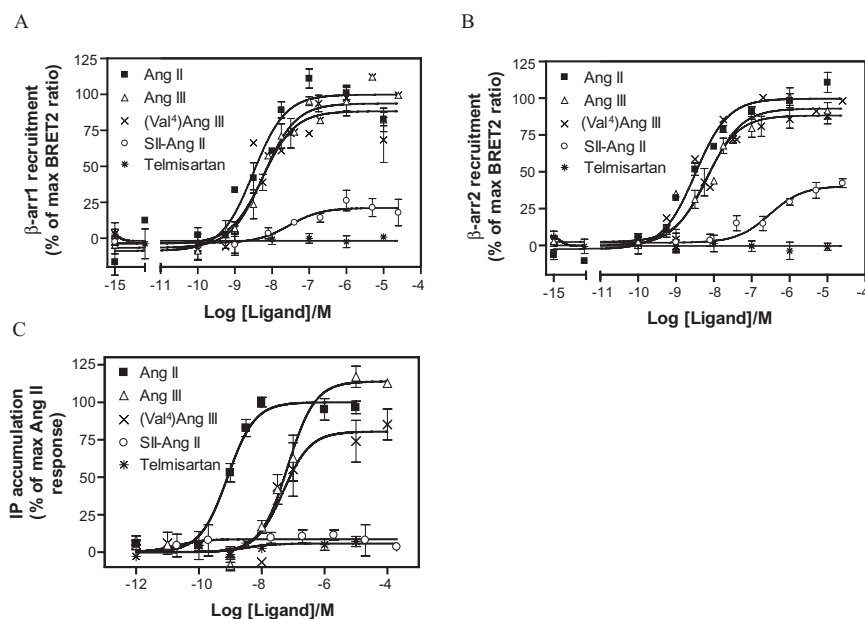 A
β-arr1 recruitment
(% of max BRET2 ratio)
125
100
75
50
25
0
Ang II
Ang III
(Val⁴)Ang III
SII-Ang II
Telmisartan
-15 -11 -10 -9 -8 -7 -6 -5 -4
Log [Ligand]/M
B
β-arr2 recruitment
(% of max BRET2 ratio)
125
100
75
50
25
0
Ang II
Ang III
(Val⁴)Ang III
SII-Ang II
Telmisartan
-15 -11 -10 -9 -8 -7 -6 -5 -4
Log [Ligand]/M
C
IP accumulation
(% of max Ang II
response)
125
100
75
50
25
0
Ang II
Ang III
(Val⁴)Ang III
SII-Ang II
Telmisartan
-12 -10 -8 -6 -4
Log [Ligand]/M